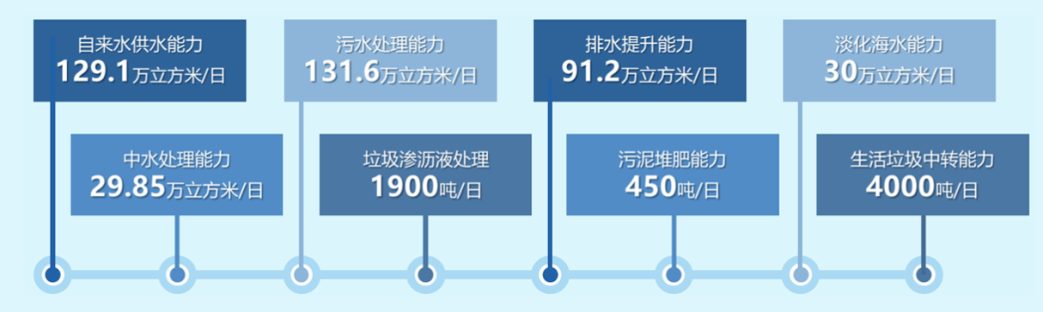 自来水供水能力
129.1万立方米/日
污水处理能力
131.6万立方米/日
排水提升能力
91.2万立方米/日
淡化海水能力
30万立方米/日
中水处理能力
29.85万立方米/日
垃圾渗沥液处理
1900吨/日
污泥堆肥能力
450吨/日
生活垃圾中转能力
4000吨/日